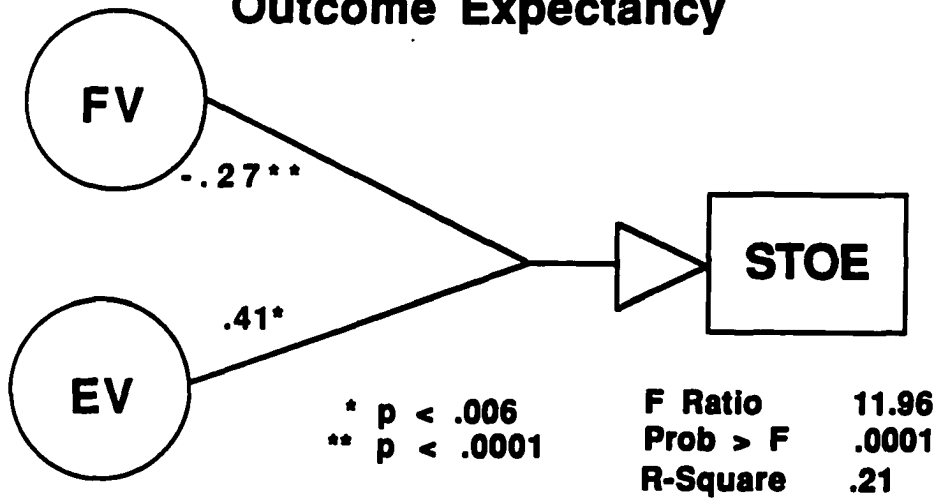 Outcome Expectancy
FV
-.27**
STOE
.41*
EV
* p < .006
** p < .0001
F Ratio 11.96
Prob > F .0001
R-Square .21